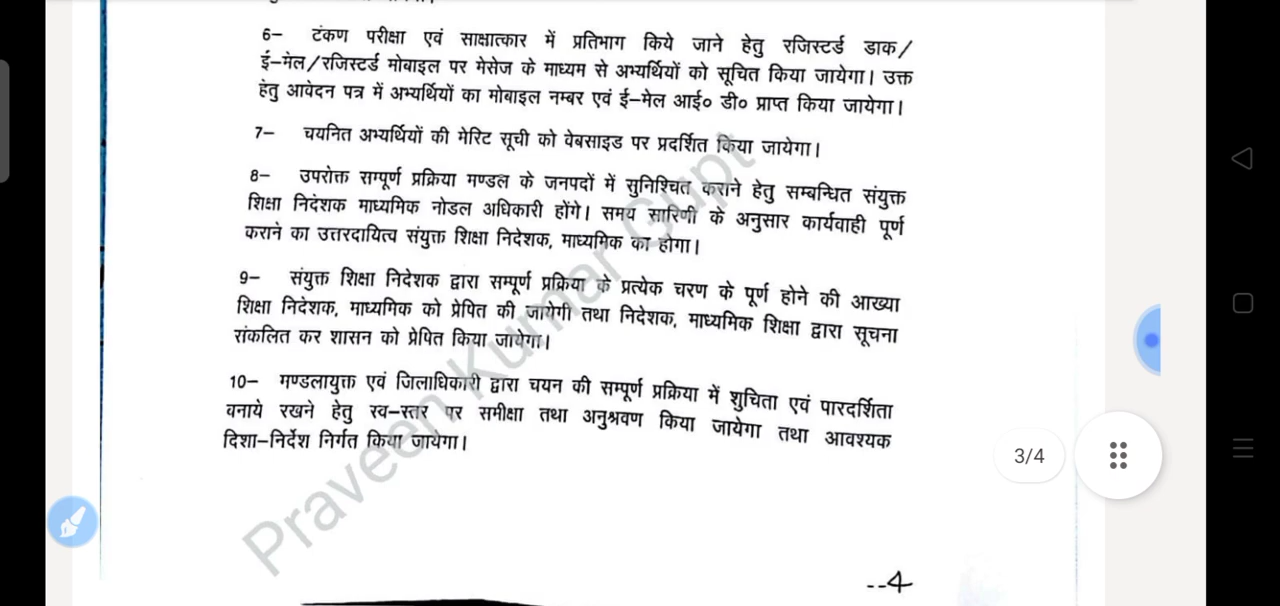 6– टंकण परीक्षा एवं साक्षात्कार में प्रतिभाग किये जाने हेतु रजिस्टर्ड डाक/
ई–मेल/रजिस्टर्ड मोबाइल पर मेसेज के माध्यम से अभ्यर्थियों को सूचित किया जायेगा। उक्त
हेतु आवेदन पत्र में अभ्यर्थियों का मोबाइल नम्बर एवं ई–मेल आई० डी० प्राप्त किया जायेगा।
7– चयनित अभ्यर्थियों की मेरिट सूची को वेबसाइड पर प्रदर्शित किया जायेगा।
8– उपरोक्त सम्पूर्ण प्रक्रिया मण्डल के जनपदों में सुनिश्चित कराने हेतु सम्बन्धित संयुक्त
शिक्षा निदेशक माध्यमिक नोडल अधिकारी होंगे। समय सारिणी के अनुसार कार्यवाही पूर्ण
कराने का उत्तरदायित्व संयुक्त शिक्षा निदेशक, माध्यमिक का होगा।
9– संयुक्त शिक्षा निदेशक द्वारा सम्पूर्ण प्रक्रिया के प्रत्येक चरण के पूर्ण होने की आख्या
शिक्षा निदेशक, माध्यमिक को प्रेषित की जायेगी तथा निदेशक, माध्यमिक शिक्षा द्वारा सूचना
संकलित कर शासन को प्रेषित किया जायेगा।
10– मण्डलायुक्त एवं जिलाधिकारी द्वारा चयन की सम्पूर्ण प्रक्रिया में शुचिता एवं पारदर्शिता
बनाये रखने हेतु स्व–स्तर पर समीक्षा तथा अनुश्रवण किया जायेगा तथा आवश्यक
दिशा–निर्देश निर्गत किया जायेगा।
Praveen Kumar Gupt
3/4
--4